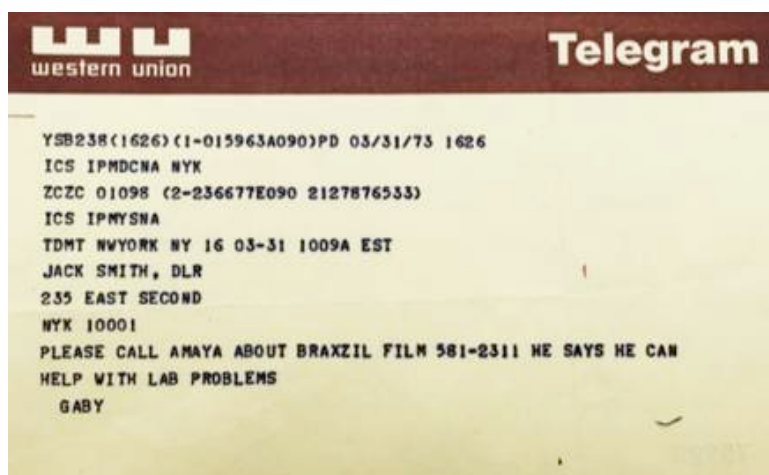 western union
Telegram
YSB238(1626)(1-015963A090)PD 03/31/73 1626
ICS IPMDCNA NYK
ZCZC 01098 (2-236677E090 2127876533)
ICS IPMYSNA
TDMT NWYORK NY 16 03-31 1009A EST
JACK SMITH, DLR
235 EAST SECOND
NYK 10001
PLEASE CALL AMAYA ABOUT BRAXZIL FILM 581-2311 HE SAYS HE CAN
HELP WITH LAB PROBLEMS
GABY